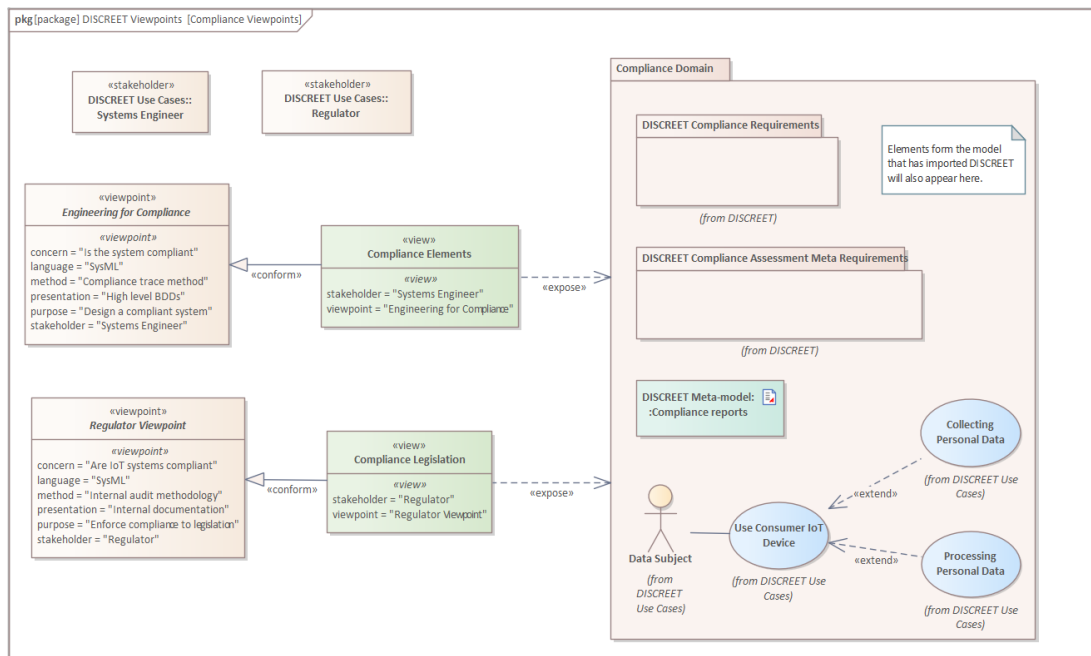 pkg [package] DISCREET Viewpoints [Compliance Viewpoints]
«stakeholder»
DISCREET Use Cases::
Systems Engineer
«stakeholder»
DISCREET Use Cases::
Regulator
«viewpoint»
Engineering for Compliance
«viewpoint»
concern = "Is the system compliant"
language = "SysML"
method = "Compliance trace method"
presentation = "High level BDDs"
purpose = "Design a compliant system"
stakeholder = "Systems Engineer"
«conform»
«view»
Compliance Elements
«view»
stakeholder = "Systems Engineer"
viewpoint = "Engineering for Compliance"
«expose»
«viewpoint»
Regulator Viewpoint
«viewpoint»
concern = "Are IoT systems compliant"
language = "SysML"
method = "Internal audit methodology"
presentation = "Internal documentation"
purpose = "Enforce compliance to legislation"
stakeholder = "Regulator"
«conform»
«view»
Compliance Legislation
«view»
stakeholder = "Regulator"
viewpoint = "Regulator Viewpoint"
«expose»
Compliance Domain
DISCREET Compliance Requirements
(from DISCREET)
Elements form the model
that has imported DISCREET
will also appear here.
DISCREET Compliance Assessment Meta Requirements
(from DISCREET)
DISCREET Meta-model:
:Compliance reports
Collecting
Personal Data
(from DISCREET Use
Cases)
«extend»
Data Subject
(from
DISCREET
Use Cases)
Use Consumer IoT
Device
(from DISCREET Use
Cases)
«extend»
Processing
Personal Data
(from DISCREET Use
Cases)